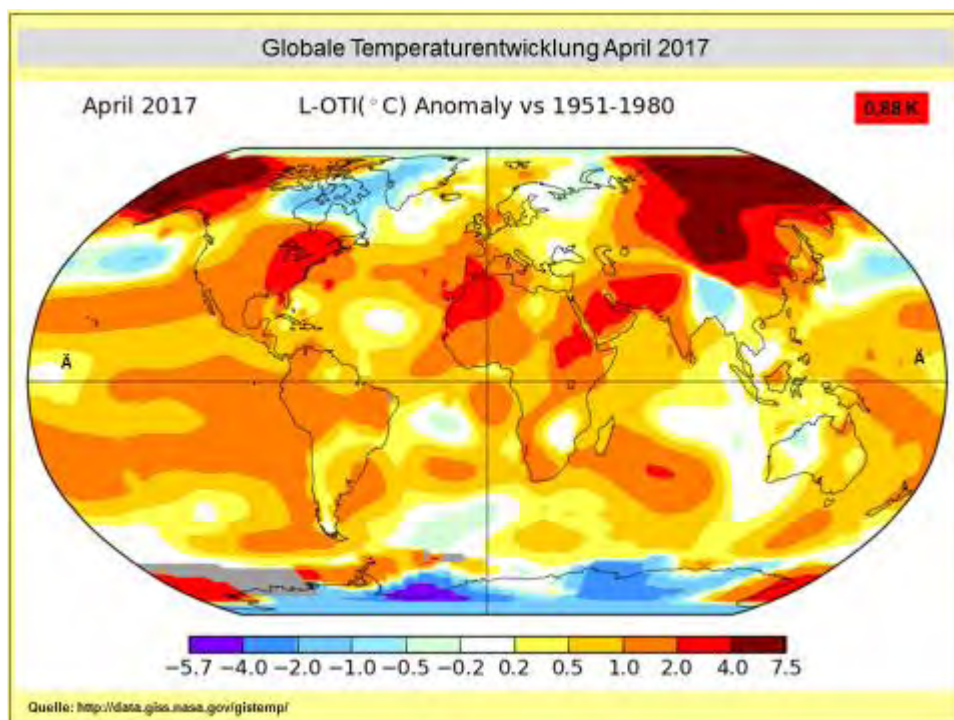 Globale Temperaturentwicklung April 2017
April 2017 L-OTI(°C) Anomaly vs 1951-1980 0,88 K
Ä Ä
−5.7 −4.0 −2.0 −1.0 −0.5 −0.2 0.2 0.5 1.0 2.0 4.0 7.5
Quelle: http://data.giss.nasa.gov/gistemp/